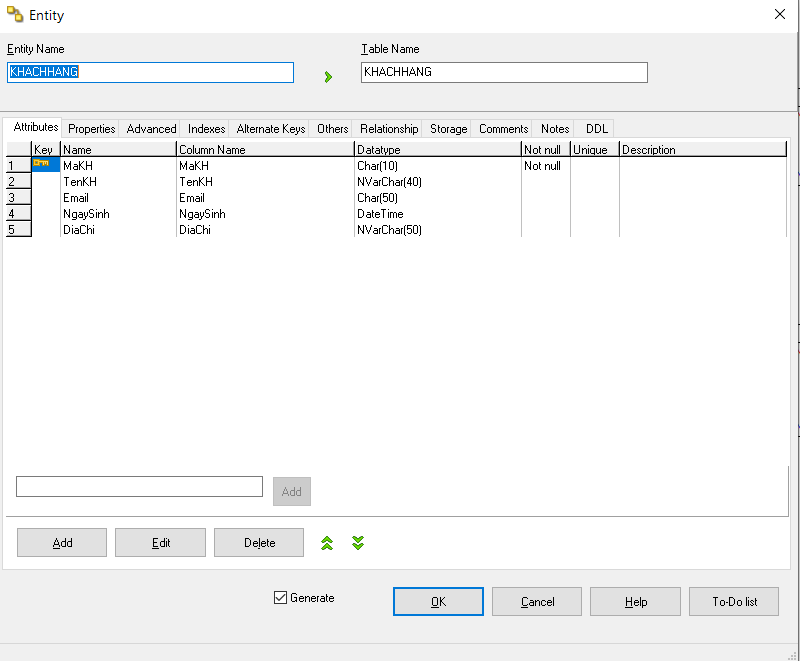 Entity
Entity Name
Table Name
KHACHHANG
KHACHHANG
Attributes Properties Advanced Indexes Alternate Keys Others Relationship Storage Comments Notes DDL
Key Name Column Name Datatype Not null Unique Description
1 MaKH MaKH Char(10) Not null
2 TenKH TenKH NVarChar(40)
3 Email Email Char(50)
4 NgaySinh NgaySinh DateTime
5 DiaChi DiaChi NVarChar(50)
Add
Add Edit Delete
Generate OK Cancel Help To-Do list